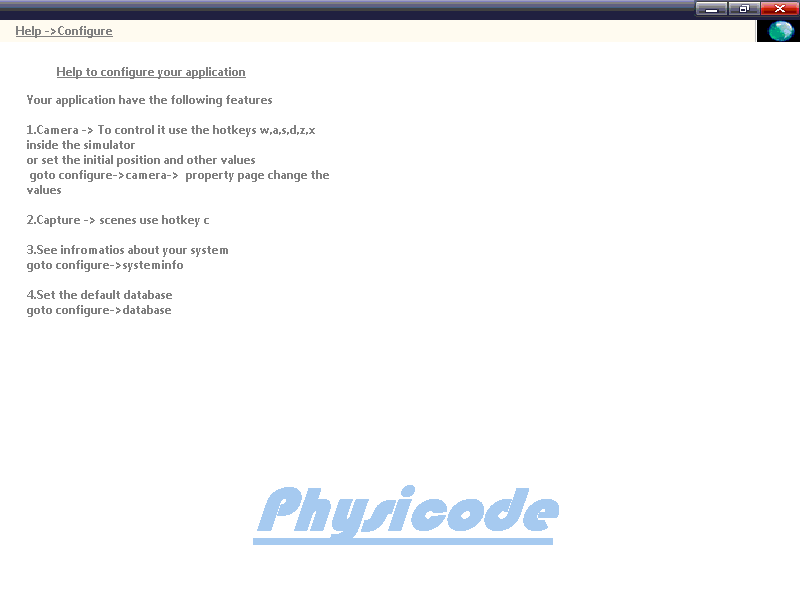 Help ->Configure
Help to configure your application
Your application have the following features
1.Camera -> To control it use the hotkeys w,a,s,d,z,x
inside the simulator
or set the initial position and other values
goto configure->camera-> property page change the
values
2.Capture -> scenes use hotkey c
3.See infromatios about your system
goto configure->systeminfo
4.Set the default database
goto configure->database
Physicode